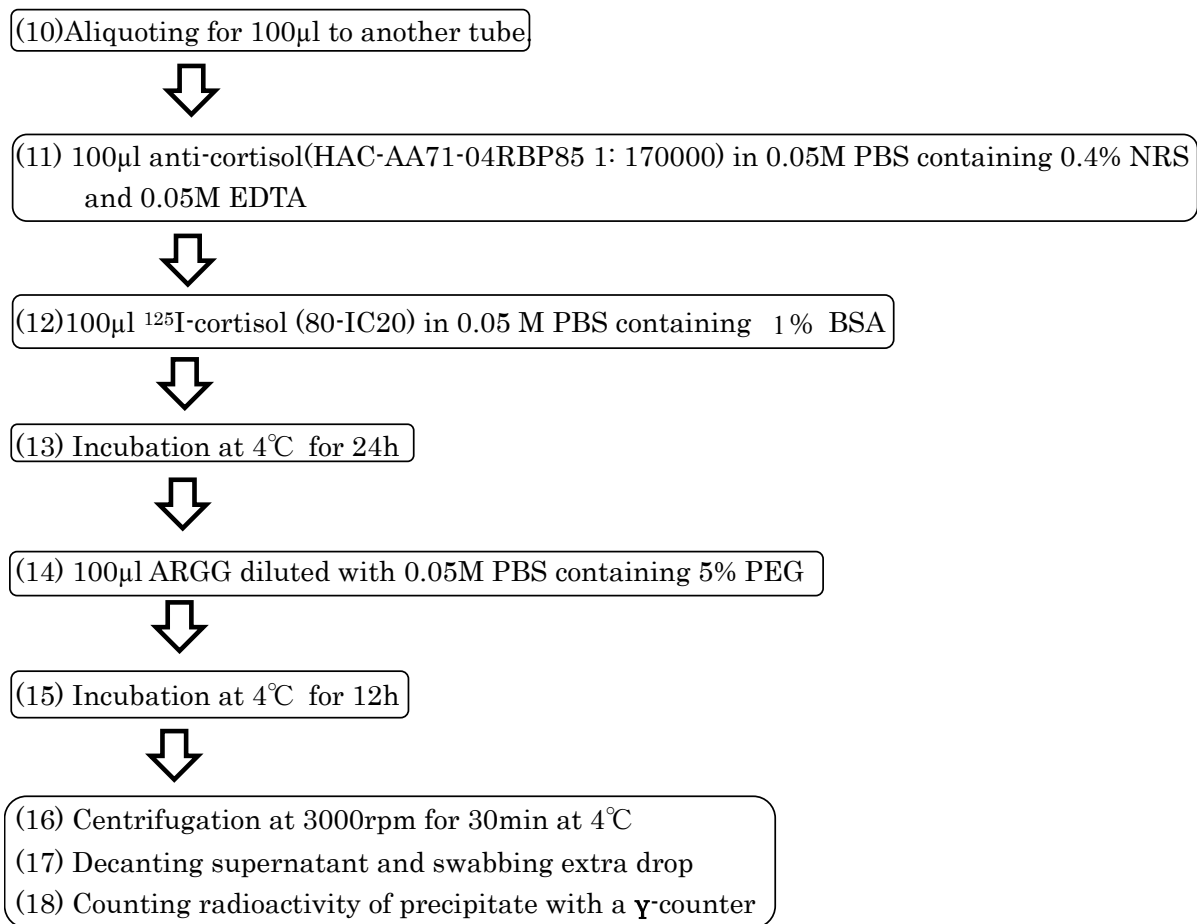 (10)Aliquoting for 100μl to another tube.
(11) 100μl anti-cortisol(HAC-AA71-04RBP85 1: 170000) in 0.05M PBS containing 0.4% NRS
and 0.05M EDTA
(12)100μl ¹²⁵I-cortisol (80-IC20) in 0.05 M PBS containing 1% BSA
(13) Incubation at 4℃ for 24h
(14) 100μl ARGG diluted with 0.05M PBS containing 5% PEG
(15) Incubation at 4℃ for 12h
(16) Centrifugation at 3000rpm for 30min at 4℃
(17) Decanting supernatant and swabbing extra drop
(18) Counting radioactivity of precipitate with a γ-counter